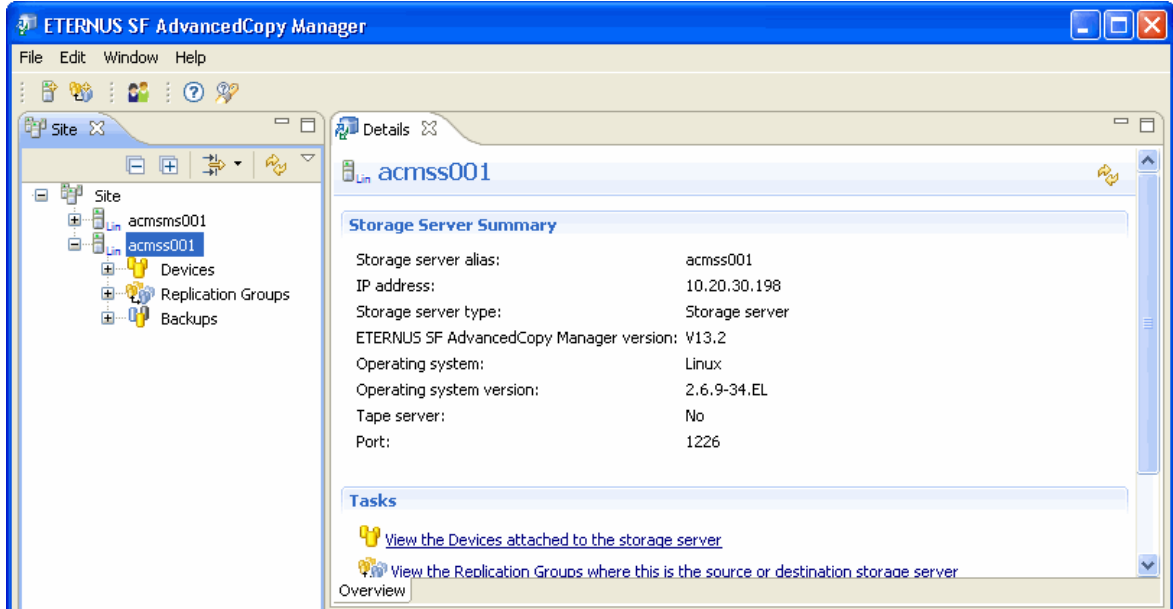 ETERNUS SF AdvancedCopy Manager
File Edit Window Help
Site
Details
acmss001
Site
Lin acmsms001
Lin acmss001
Devices
Replication Groups
Backups
Lin
Storage Server Summary
Storage server alias: acmss001
IP address: 10.20.30.198
Storage server type: Storage server
ETERNUS SF AdvancedCopy Manager version: V13.2
Operating system: Linux
Operating system version: 2.6.9-34.EL
Tape server: No
Port: 1226
Tasks
View the Devices attached to the storage server
View the Replication Groups where this is the source or destination storage server
Overview